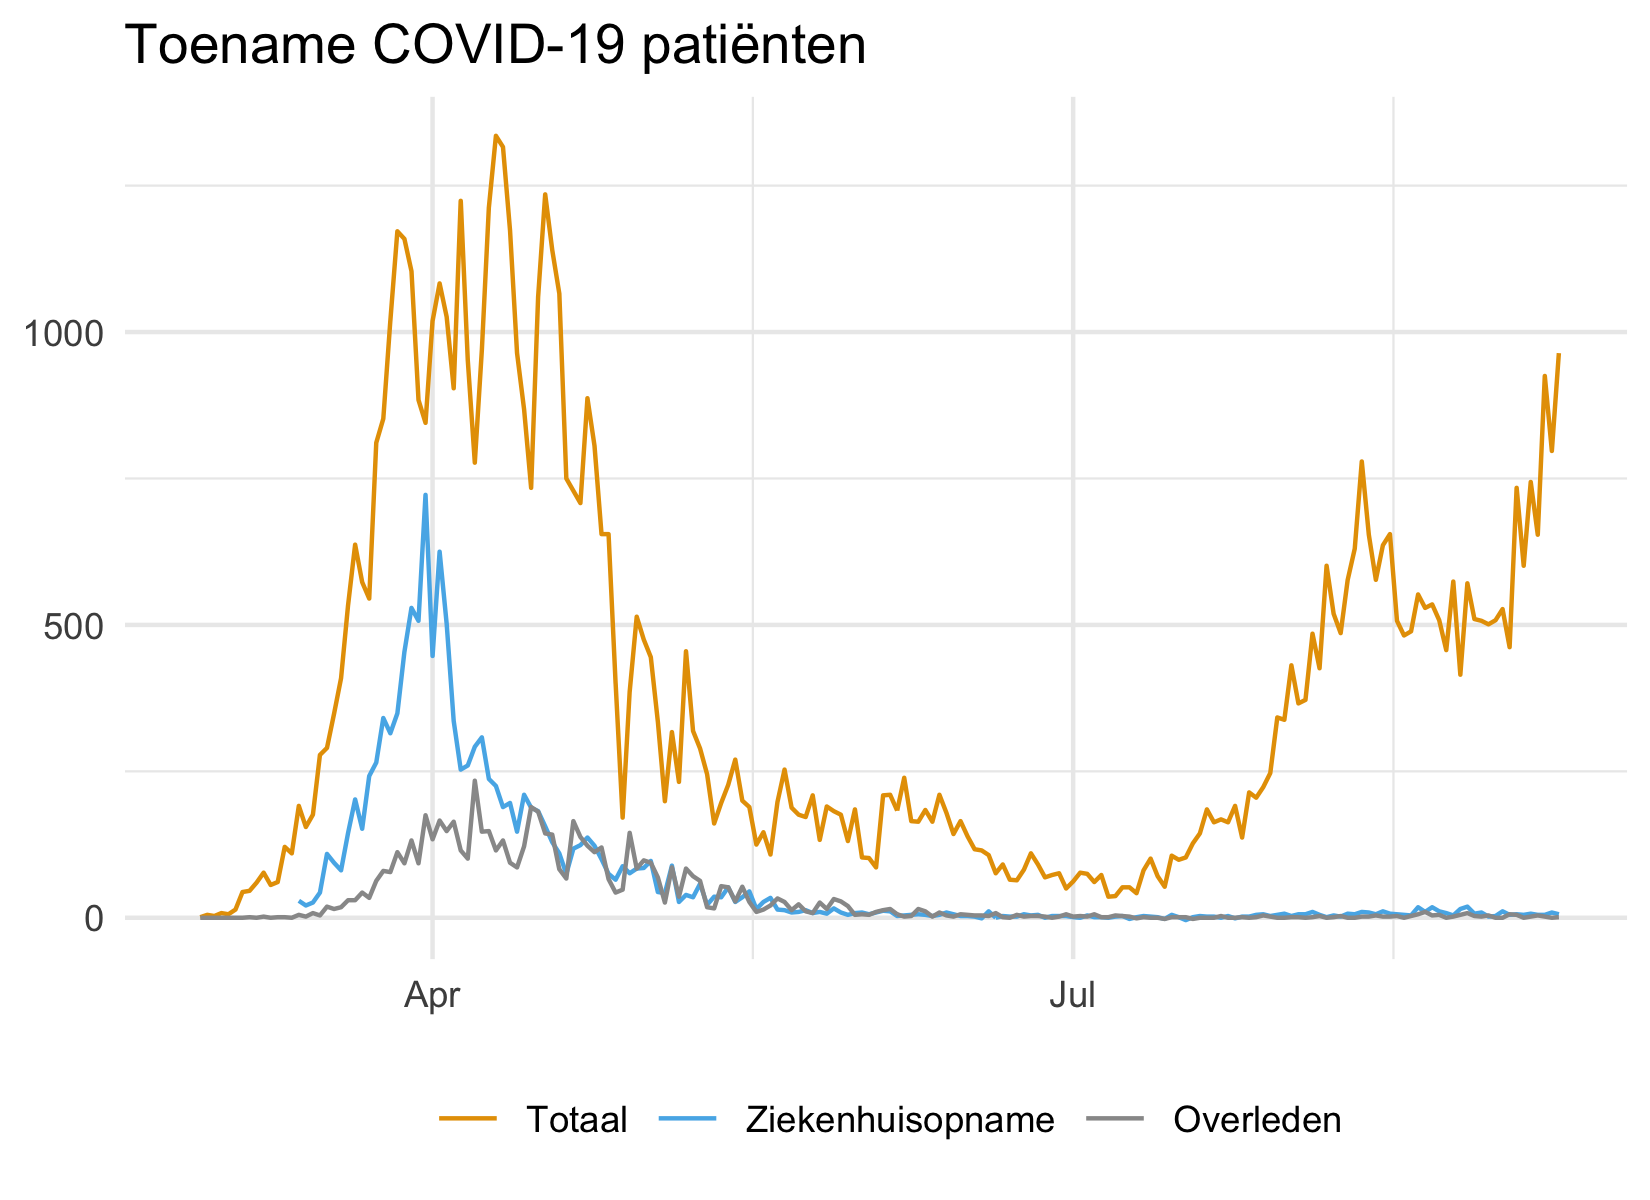 Toename COVID-19 patiënten
1000
500
0
Apr Jul
Totaal Ziekenhuisopname Overleden